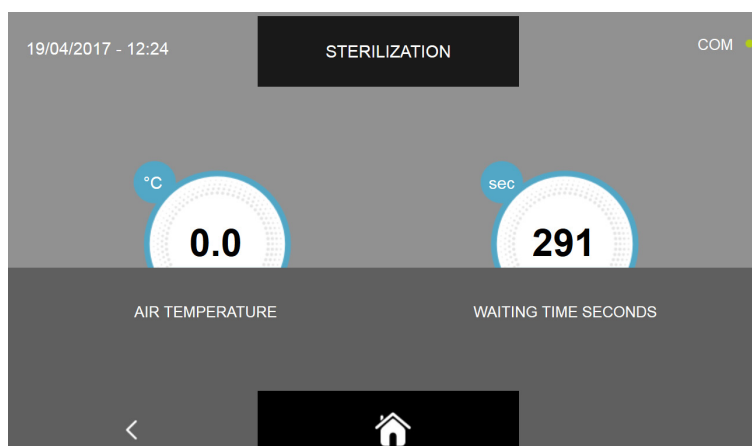 19/04/2017 - 12:24
STERILIZATION
COM
°C
sec
0.0
291
AIR TEMPERATURE
WAITING TIME SECONDS